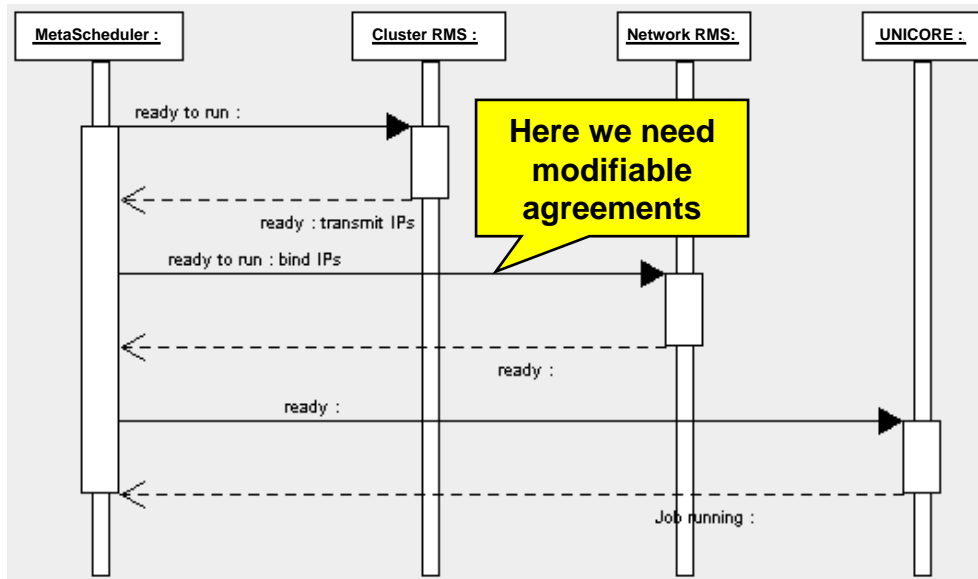 MetaScheduler :
Cluster RMS :
Network RMS:
UNICORE :
ready to run :
Here we need
modifiable
agreements
ready : transmit IPs
ready to run : bind IPs
ready :
ready :
Job running :